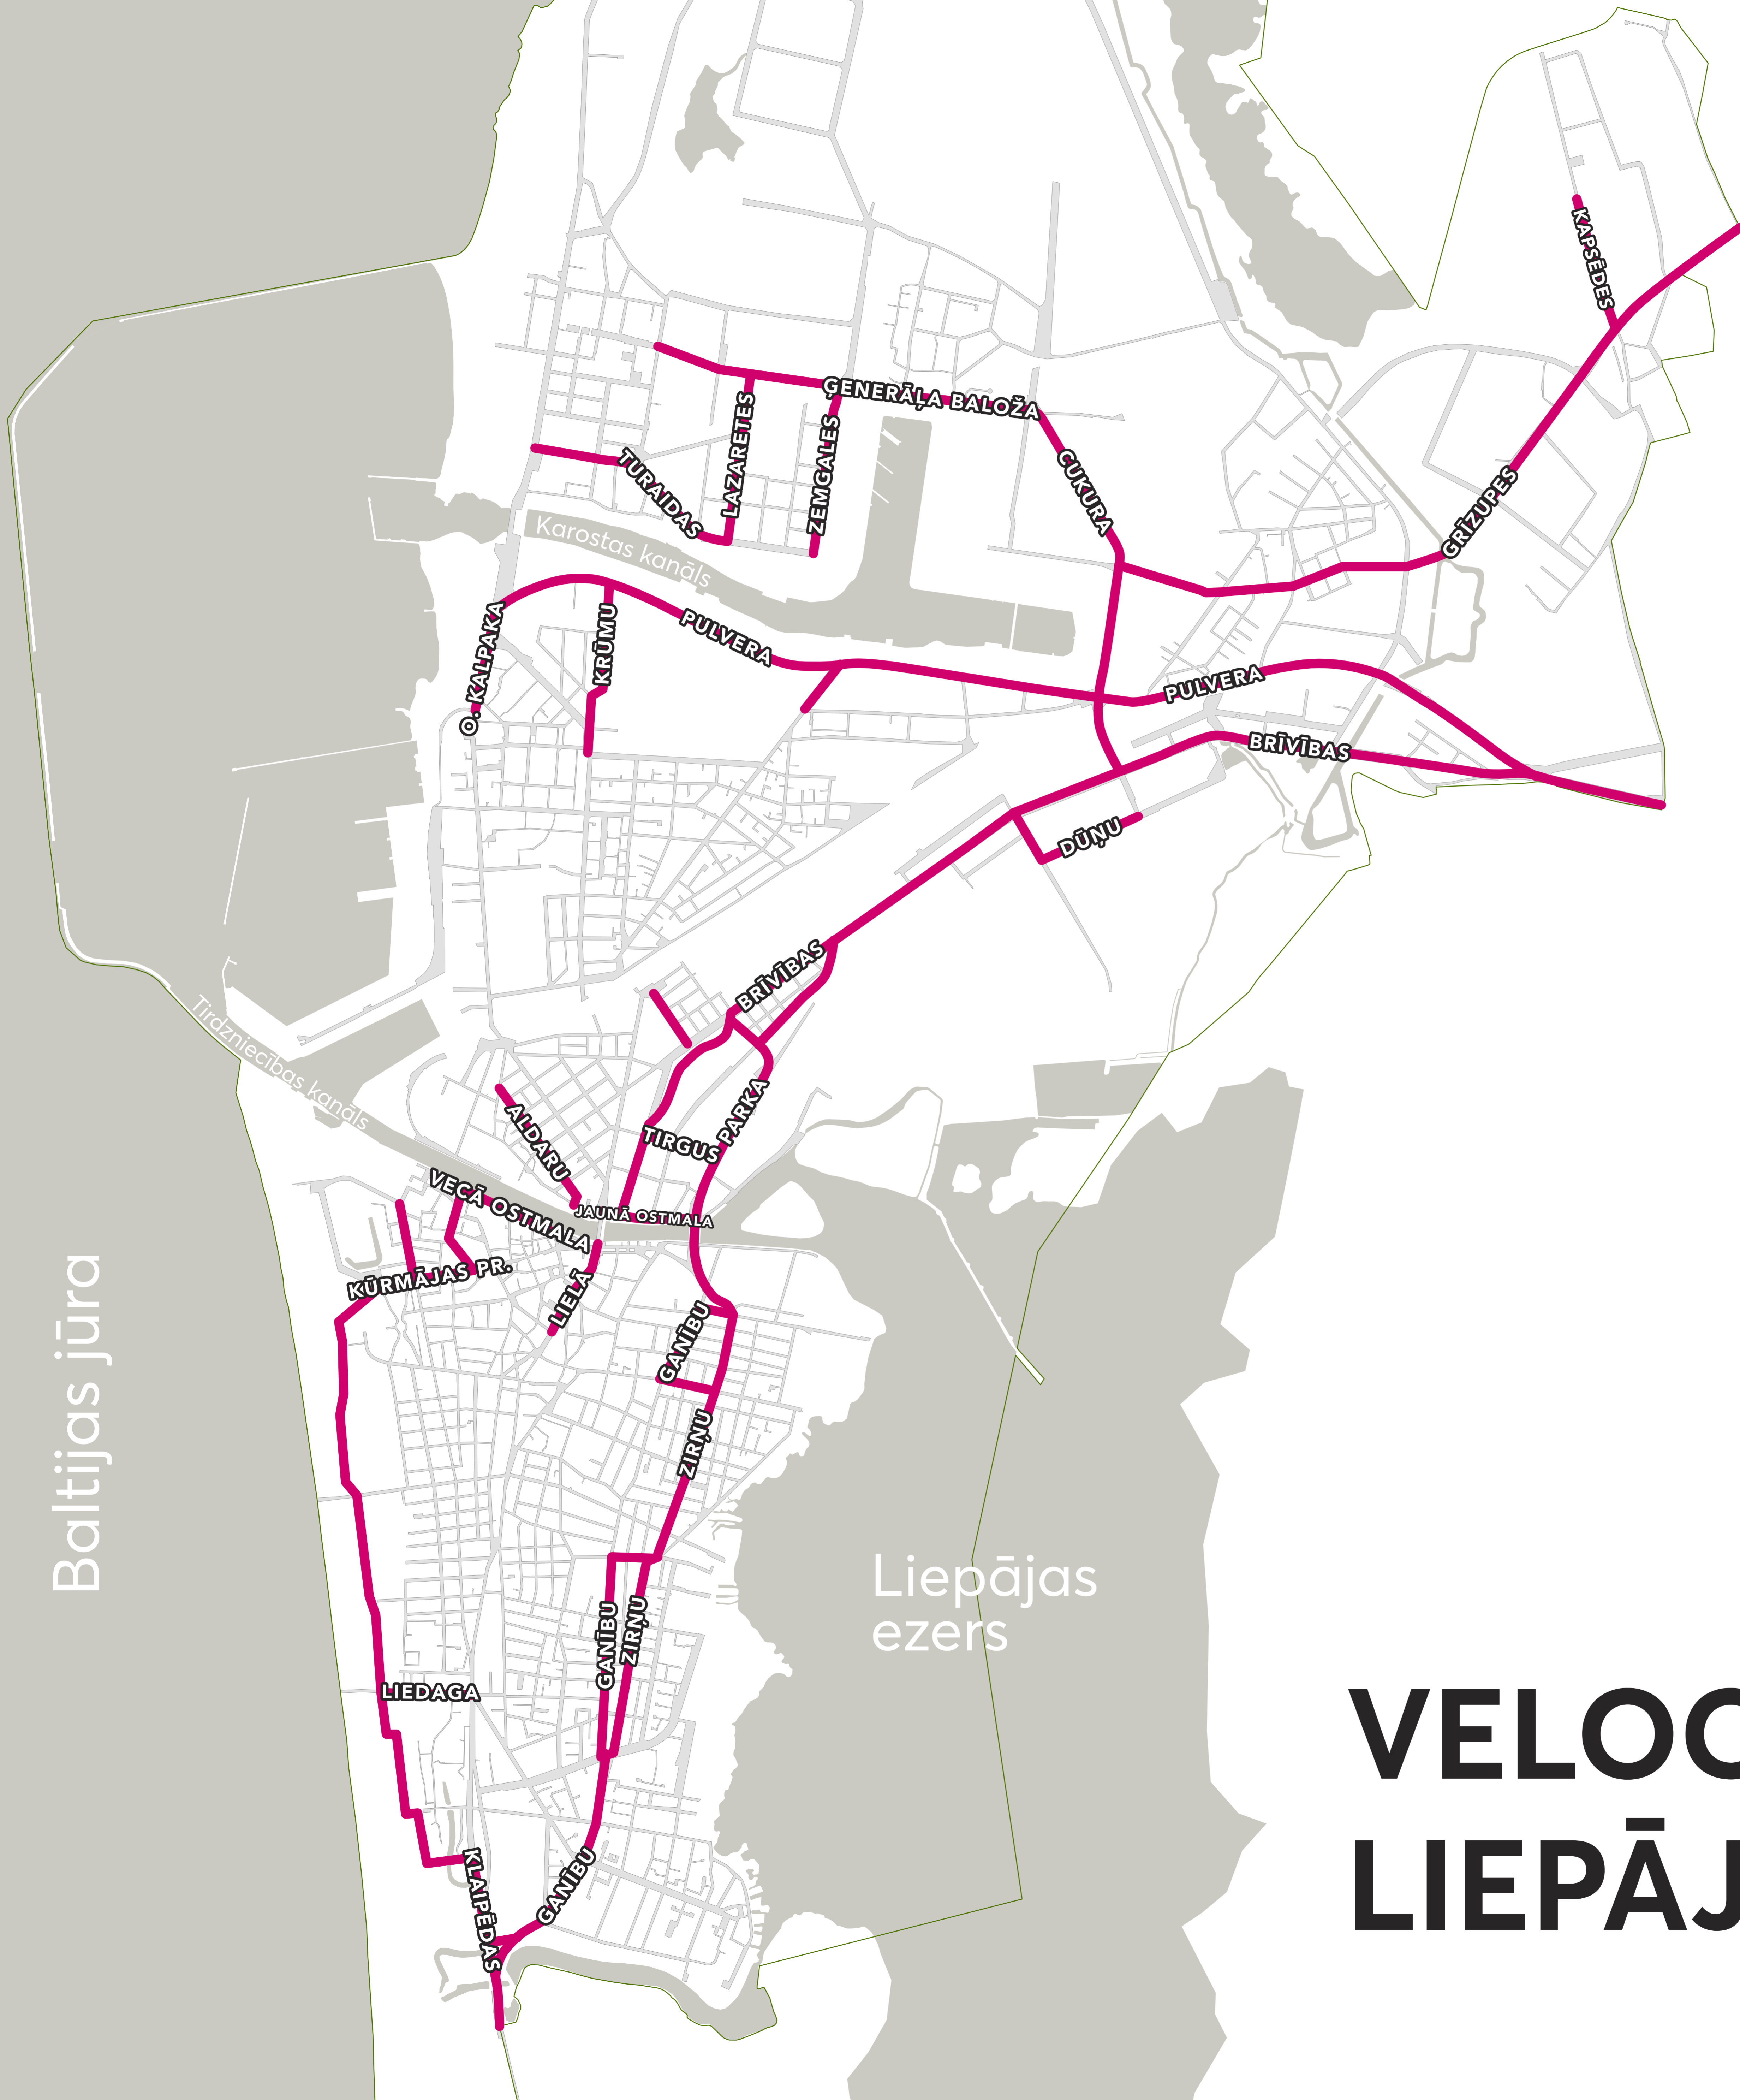 KAPSĒDES
ĢENERĀĻA BALOŽA
LAZARETES
ZEMGALES
TURAIDAS
CUKURA
GRĪZUPES
Karostas kanāls
O. KALPAKA
KRŪMU
PULVERA
PULVERA
BRĪVĪBAS
DŪŅU
BRĪVĪBAS
Tirdzniecības kanāls
ALDARU
TIRGUS
PARKA
VECĀ OSTMALA
JAUNĀ OSTMALA
KŪRMĀJAS PR.
LIELĀ
GANĪBU
Baltijas jūra
ZIRŅU
Liepājas
ezers
GANĪBU
ZIRŅU
LIEDAGA
KLAIPĒDAS
GANĪBU
VELOC
LIEPĀJ